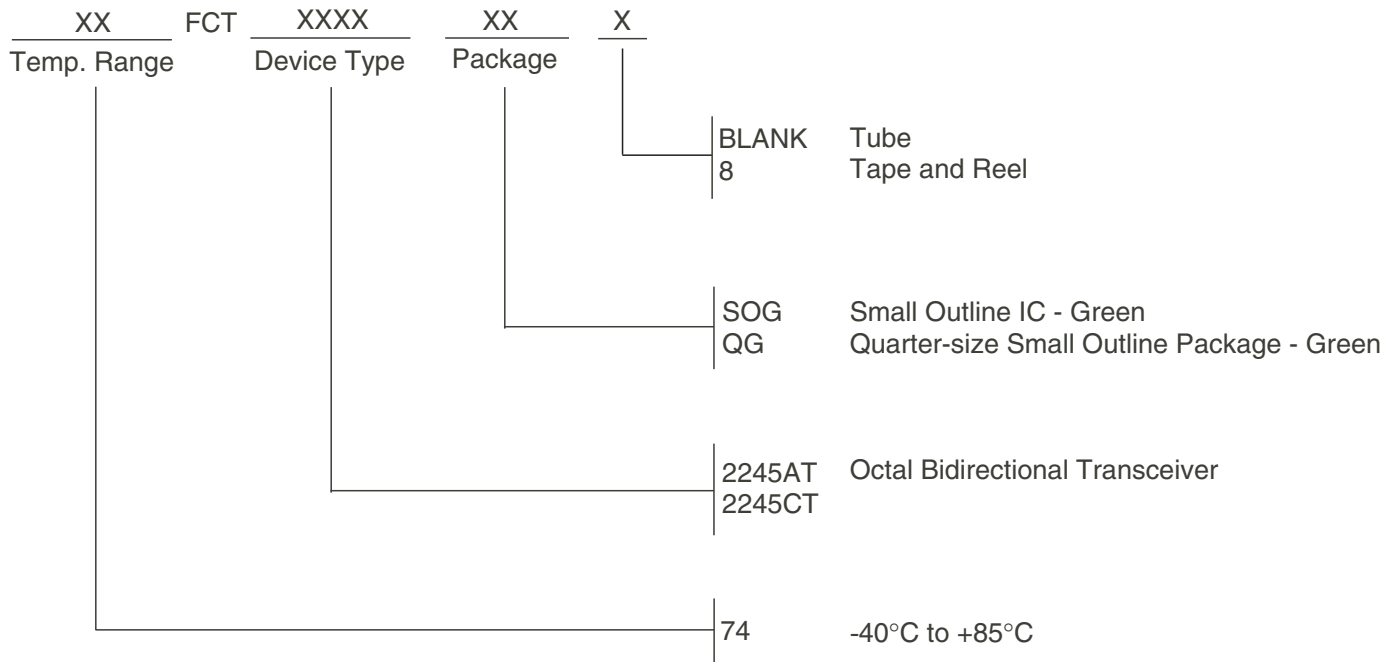 XX FCT XXXX XX X
Temp. Range Device Type Package
BLANK Tube
8 Tape and Reel
SOG Small Outline IC - Green
QG Quarter-size Small Outline Package - Green
2245AT Octal Bidirectional Transceiver
2245CT
74 -40°C to +85°C